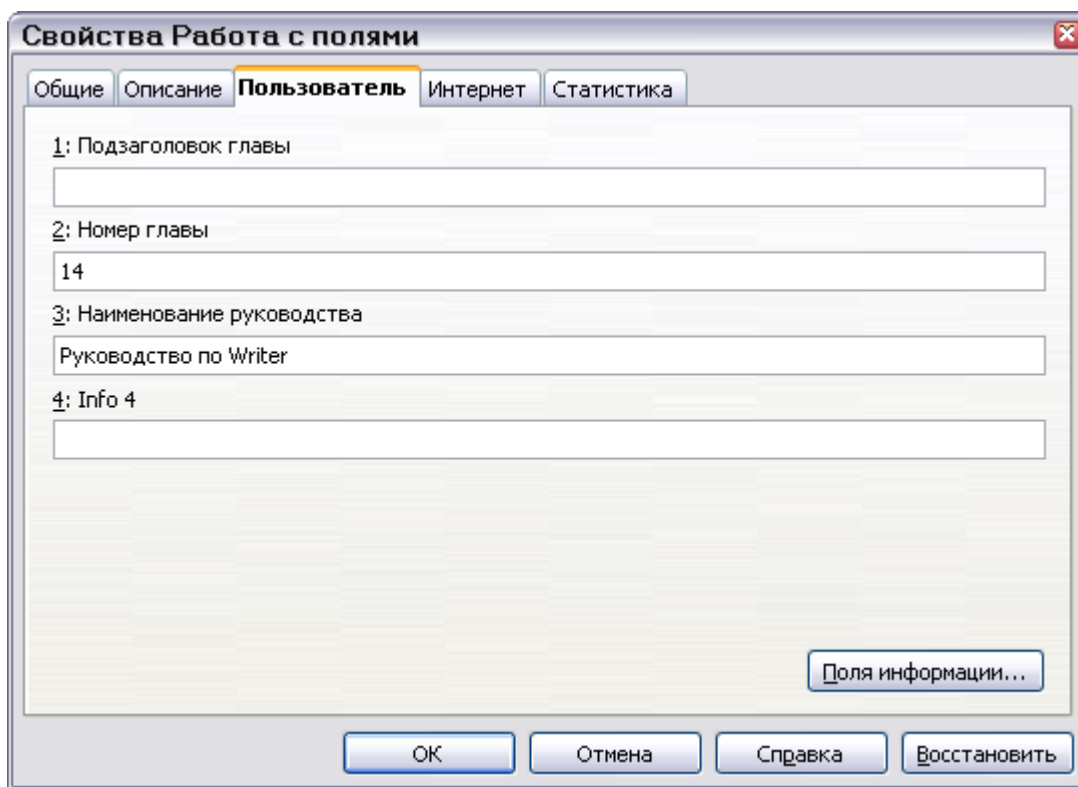 Свойства Работа с полями
Общие Описание Пользователь Интернет Статистика
1: Подзаголовок главы
2: Номер главы
14
3: Наименование руководства
Руководство по Writer
4: Info 4
Поля информации...
ОК Отмена Справка Восстановить